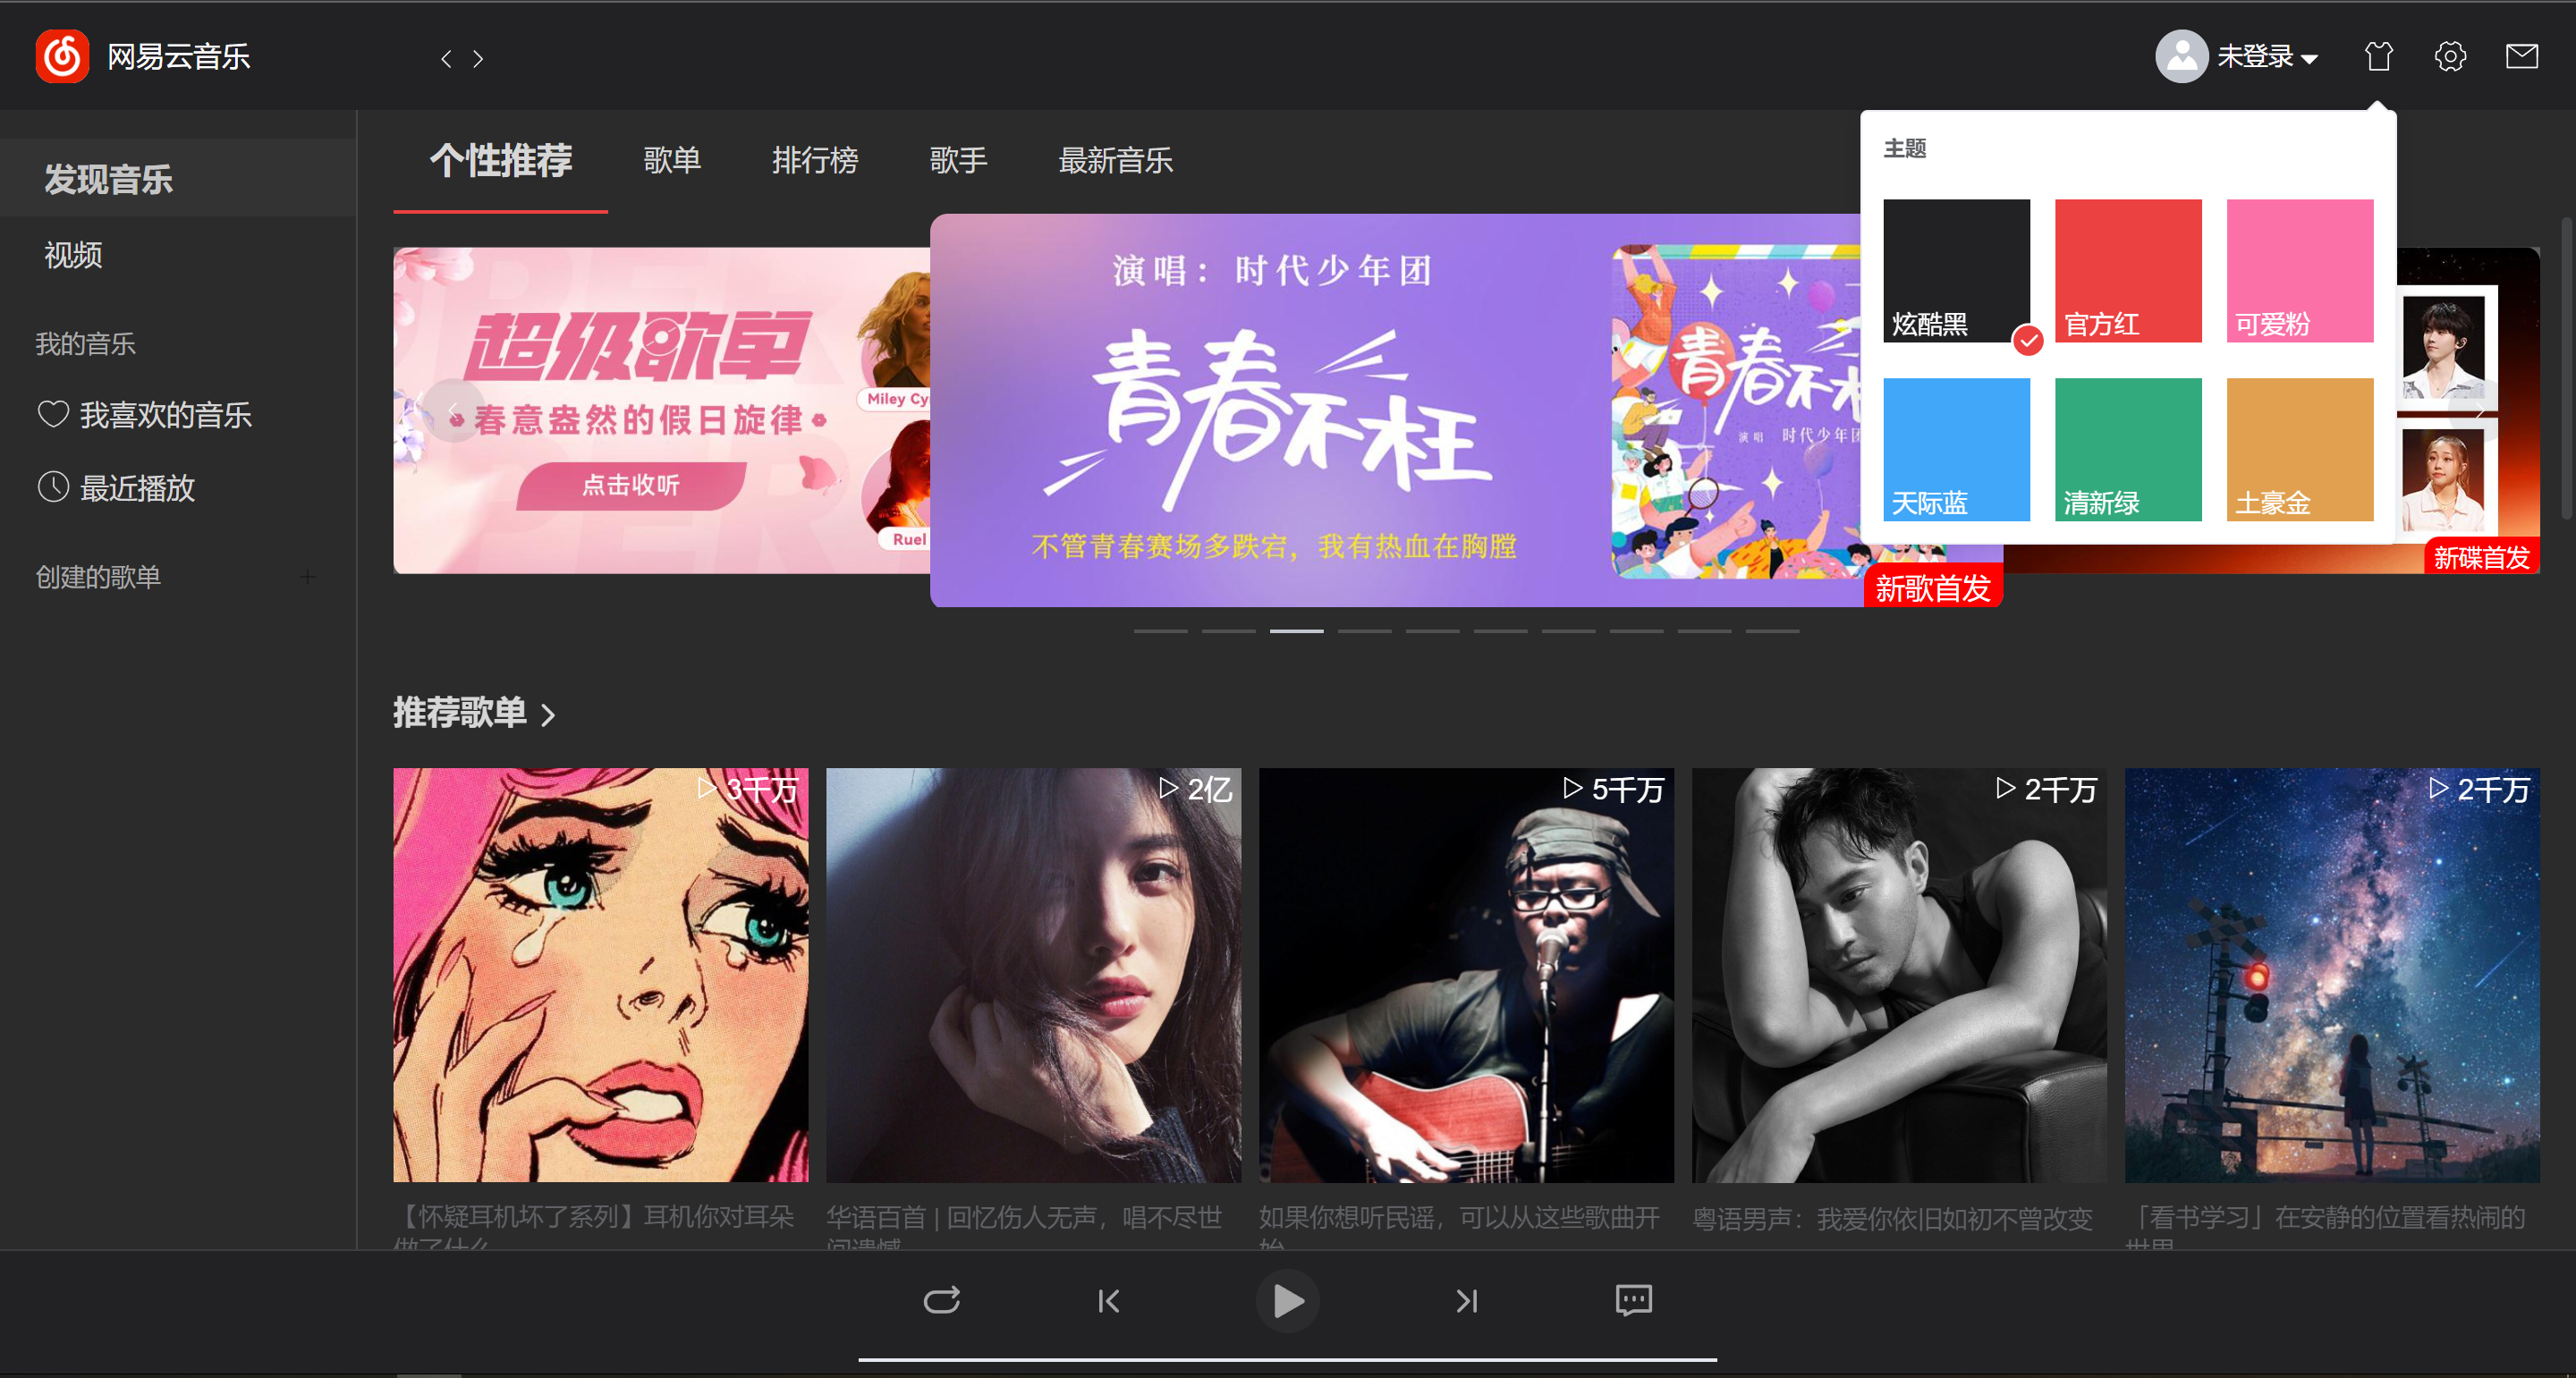 网易云音乐
未登录
发现音乐
视频
我的音乐
我喜欢的音乐
最近播放
创建的歌单
个性推荐 歌单 排行榜 歌手 最新音乐
超级歌单
春意盎然的假日旋律
点击收听
Miley Cy
Ruel
演唱：时代少年团
青春不枉
不管青春赛场多跌宕，我有热血在胸膛
青春不枉
演唱 时代少年团
新歌首发
主题
炫酷黑 官方红 可爱粉
天际蓝 清新绿 土豪金
新碟首发
推荐歌单
3千万
2亿
5千万
2千万
2千万
【怀疑耳机坏了系列】耳机你对耳朵
做了什么
华语百首 | 回忆伤人无声，唱不尽世
间遗憾
如果你想听民谣，可以从这些歌曲开
始
粤语男声：我爱你依旧如初不曾改变
「看书学习」在安静的位置看热闹的
世界